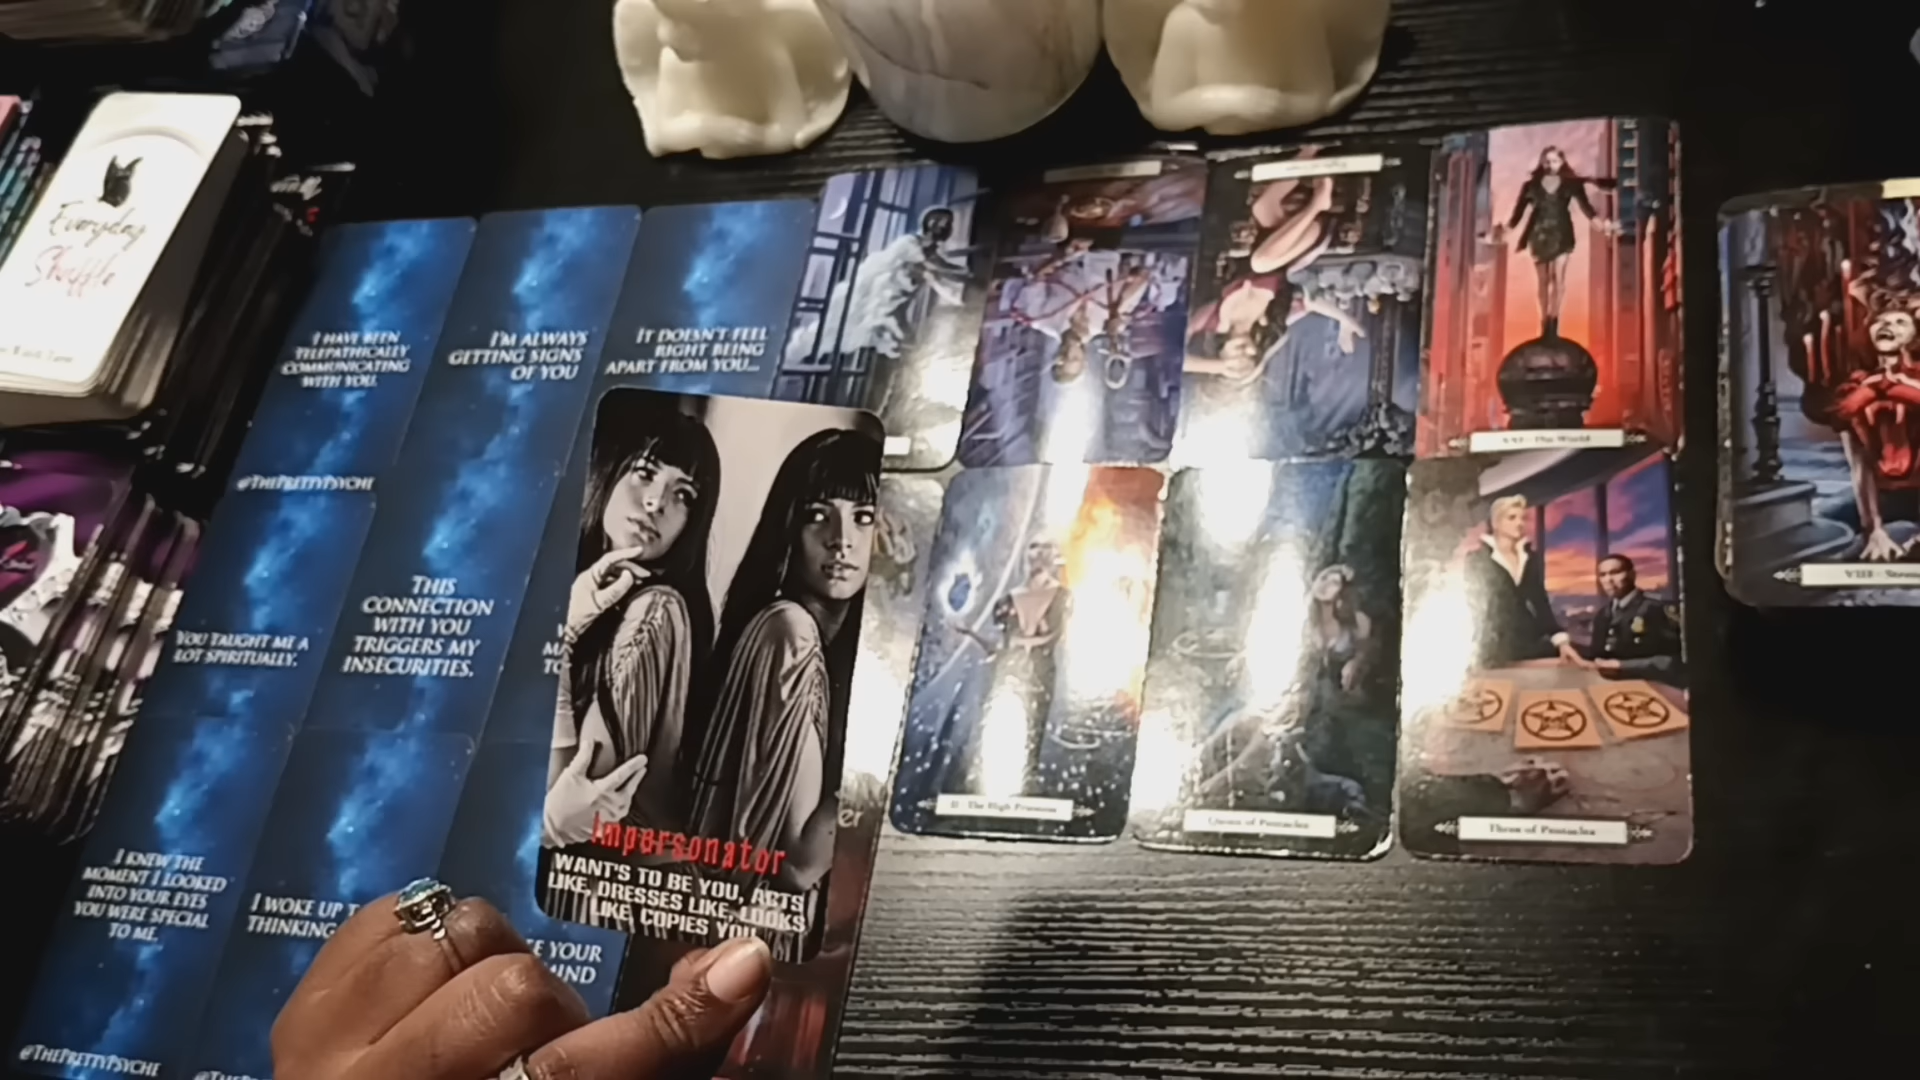 Everyday
Shuffle
I HAVE BEEN
TELEPATHICALLY
COMMUNICATING
WITH YOU.
@THEPRETTYPSYCHE
I'M ALWAYS
GETTING SIGNS
OF YOU
IT DOESN'T FEEL
RIGHT BEING
APART FROM YOU...
XXI · The World
VIII ·
YOU TAUGHT ME A
LOT SPIRITUALLY.
THIS
CONNECTION
WITH YOU
TRIGGERS MY
INSECURITIES.
Impersonator
WANT'S TO BE YOU, ACTS
LIKE, DRESSES LIKE, LOOKS
LIKE, COPIES YOU
er
II · The High Priestess
Queen of Pentacles
Three of Pentacles
I KNEW THE
MOMENT I LOOKED
INTO YOUR EYES
YOU WERE SPECIAL
TO ME.
@THEPRETTYPSYCHE
I WOKE UP
THINKING
YOUR
MIND